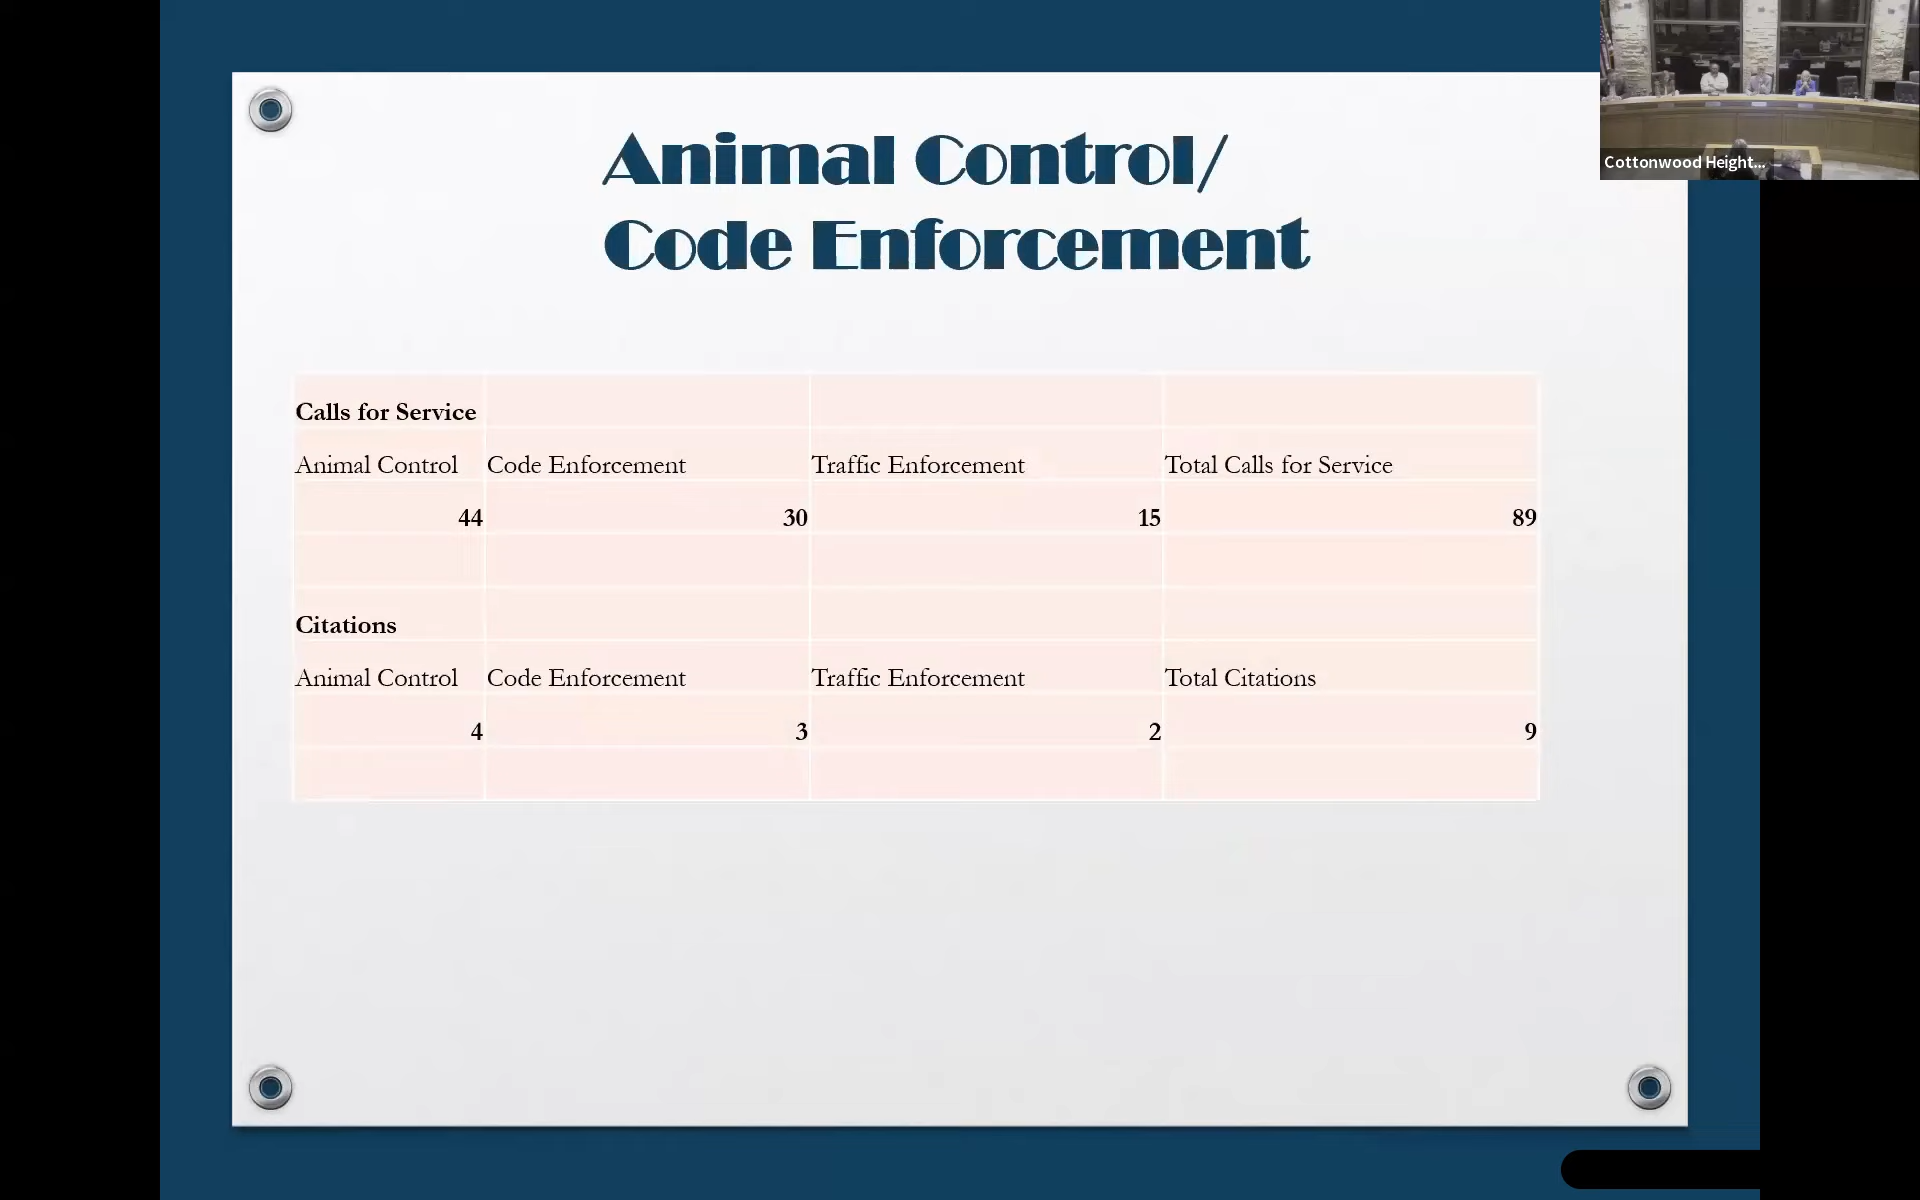 Animal Control/
Code Enforcement
Cottonwood Height...
Calls for Service
Animal Control Code Enforcement Traffic Enforcement Total Calls for Service
44 30 15 89
Citations
Animal Control Code Enforcement Traffic Enforcement Total Citations
4 3 2 9